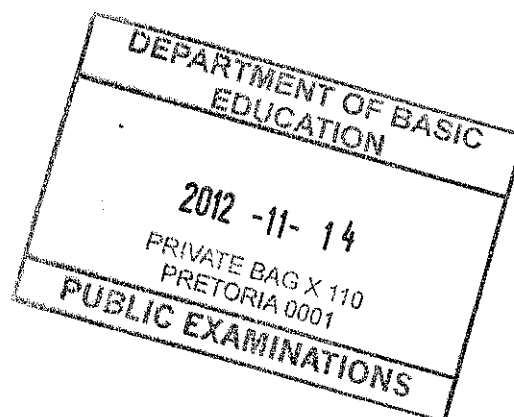 DEPARTMENT OF BASIC
EDUCATION
2012 -11- 14
PRIVATE BAG X 110
PRETORIA 0001
PUBLIC EXAMINATIONS